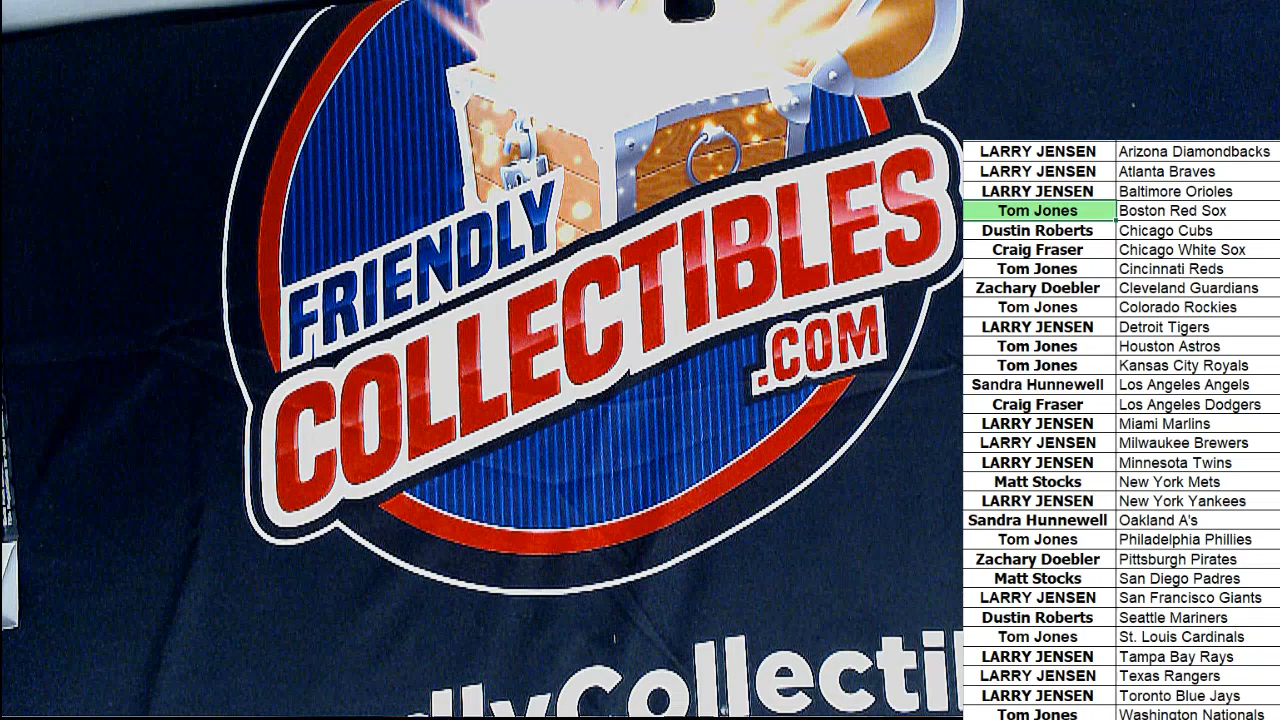 FRIENDLY
COLLECTIBLES
.COM
llyCollecti
LARRY JENSEN Arizona Diamondbacks
LARRY JENSEN Atlanta Braves
LARRY JENSEN Baltimore Orioles
Tom Jones Boston Red Sox
Dustin Roberts Chicago Cubs
Craig Fraser Chicago White Sox
Tom Jones Cincinnati Reds
Zachary Doebler Cleveland Guardians
Tom Jones Colorado Rockies
LARRY JENSEN Detroit Tigers
Tom Jones Houston Astros
Tom Jones Kansas City Royals
Sandra Hunnewell Los Angeles Angels
Craig Fraser Los Angeles Dodgers
LARRY JENSEN Miami Marlins
LARRY JENSEN Milwaukee Brewers
LARRY JENSEN Minnesota Twins
Matt Stocks New York Mets
LARRY JENSEN New York Yankees
Sandra Hunnewell Oakland A's
Tom Jones Philadelphia Phillies
Zachary Doebler Pittsburgh Pirates
Matt Stocks San Diego Padres
LARRY JENSEN San Francisco Giants
Dustin Roberts Seattle Mariners
Tom Jones St. Louis Cardinals
LARRY JENSEN Tampa Bay Rays
LARRY JENSEN Texas Rangers
LARRY JENSEN Toronto Blue Jays
Tom Jones Washington Nationals